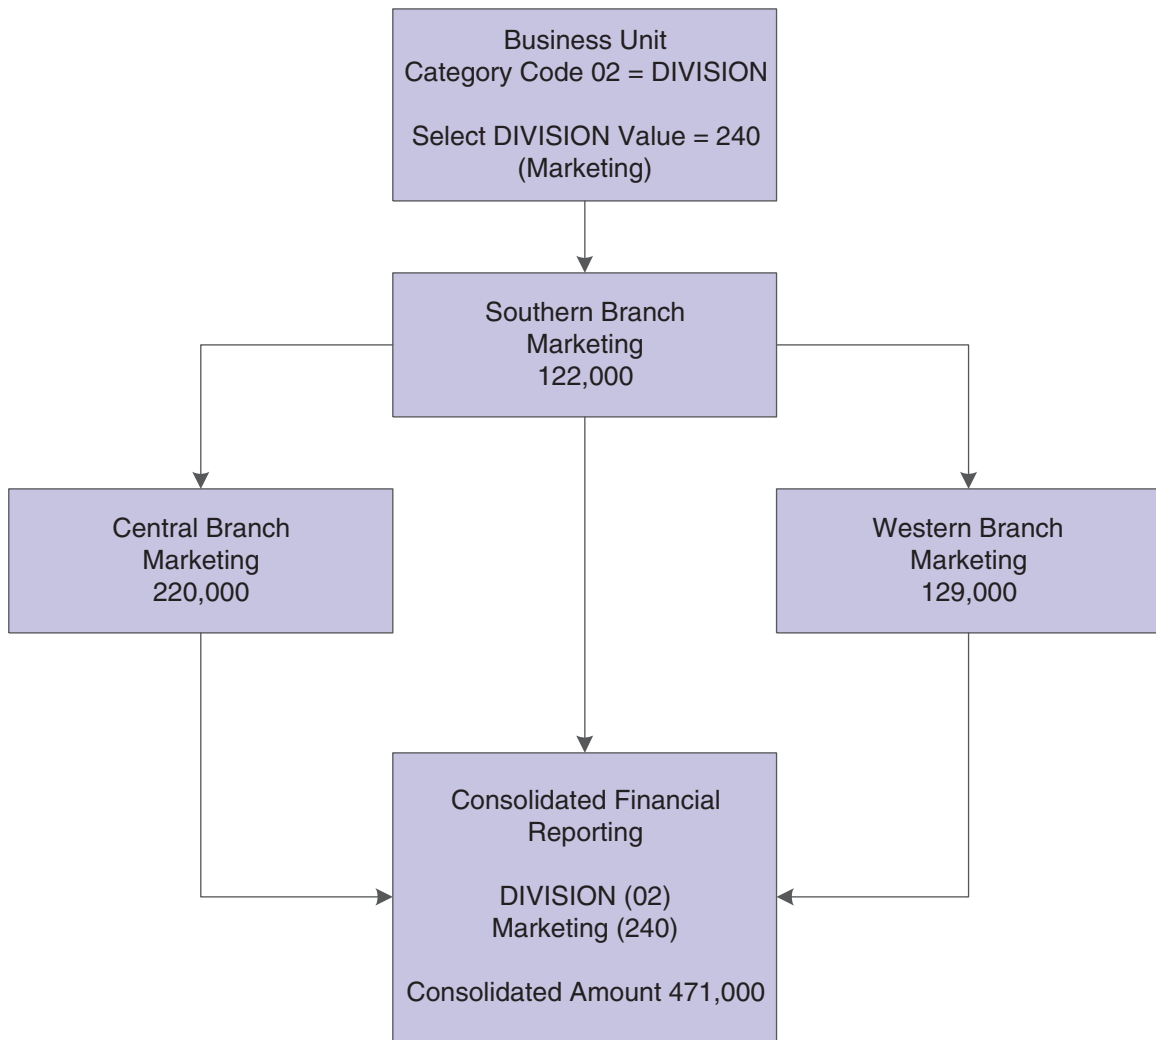 Business Unit
Category Code 02 = DIVISION
Select DIVISION Value = 240
(Marketing)
Southern Branch
Marketing
122,000
Central Branch
Marketing
220,000
Western Branch
Marketing
129,000
Consolidated Financial
Reporting
DIVISION (02)
Marketing (240)
Consolidated Amount 471,000